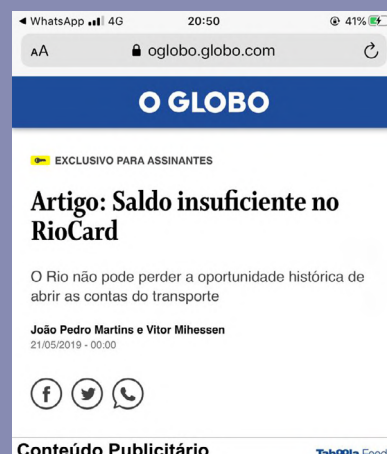 WhatsApp 4G 20:50 41%
AA oglobo.globo.com
O GLOBO
EXCLUSIVO PARA ASSINANTES
Artigo: Saldo insuficiente no
RioCard
O Rio não pode perder a oportunidade histórica de
abrir as contas do transporte
João Pedro Martins e Vitor Mihessen
21/05/2019 - 00:00
Conteúdo Publicitário Taboola Feed